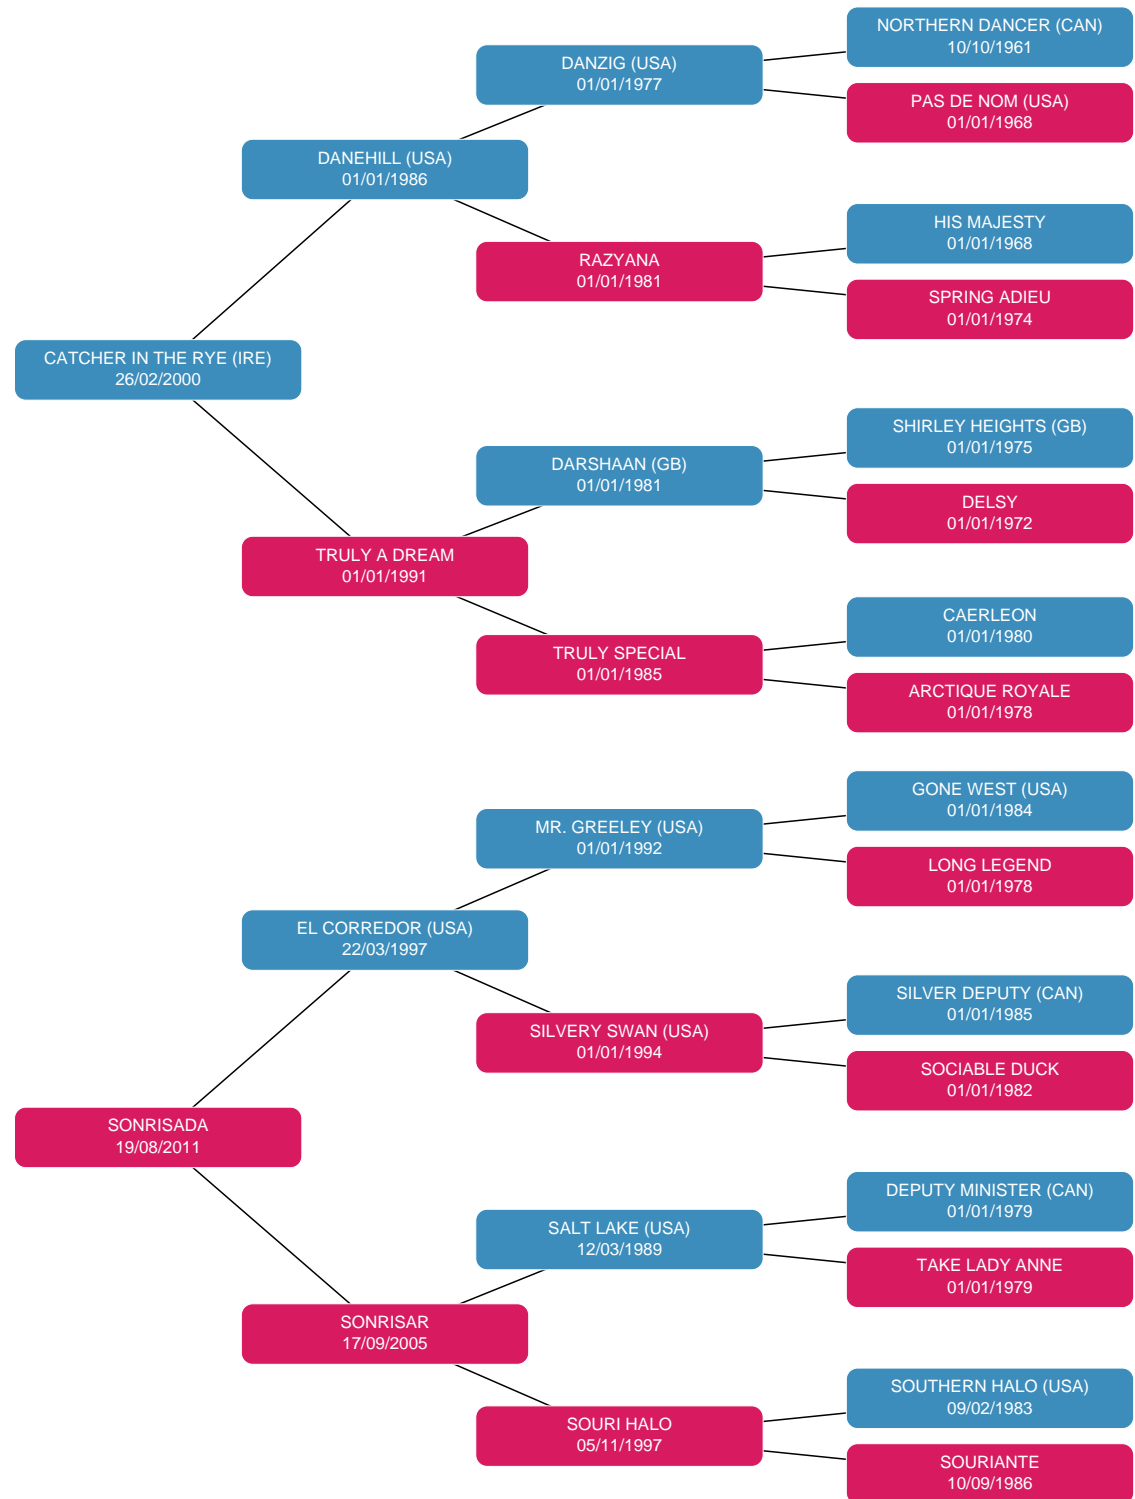 NORTHERN DANCER (CAN)
10/10/1961
DANZIG (USA)
01/01/1977
PAS DE NOM (USA)
01/01/1968
DANEHILL (USA)
01/01/1986
HIS MAJESTY
01/01/1968
RAZYANA
01/01/1981
SPRING ADIEU
01/01/1974
CATCHER IN THE RYE (IRE)
26/02/2000
SHIRLEY HEIGHTS (GB)
01/01/1975
DARSHAAN (GB)
01/01/1981
DELSY
01/01/1972
TRULY A DREAM
01/01/1991
CAERLEON
01/01/1980
TRULY SPECIAL
01/01/1985
ARCTIQUE ROYALE
01/01/1978
GONE WEST (USA)
01/01/1984
MR. GREELEY (USA)
01/01/1992
LONG LEGEND
01/01/1978
EL CORREDOR (USA)
22/03/1997
SILVER DEPUTY (CAN)
01/01/1985
SILVERY SWAN (USA)
01/01/1994
SOCIABLE DUCK
01/01/1982
SONRISADA
19/08/2011
DEPUTY MINISTER (CAN)
01/01/1979
SALT LAKE (USA)
12/03/1989
TAKE LADY ANNE
01/01/1979
SONRISAR
17/09/2005
SOUTHERN HALO (USA)
09/02/1983
SOURI HALO
05/11/1997
SOURIANTE
10/09/1986